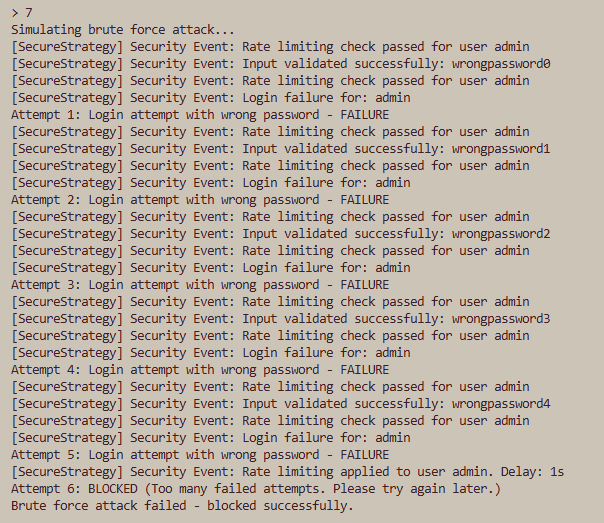 > 7
Simulating brute force attack...
[SecureStrategy] Security Event: Rate limiting check passed for user admin
[SecureStrategy] Security Event: Input validated successfully: wrongpassword0
[SecureStrategy] Security Event: Rate limiting check passed for user admin
[SecureStrategy] Security Event: Login failure for: admin
Attempt 1: Login attempt with wrong password - FAILURE
[SecureStrategy] Security Event: Rate limiting check passed for user admin
[SecureStrategy] Security Event: Input validated successfully: wrongpassword1
[SecureStrategy] Security Event: Rate limiting check passed for user admin
[SecureStrategy] Security Event: Login failure for: admin
Attempt 2: Login attempt with wrong password - FAILURE
[SecureStrategy] Security Event: Rate limiting check passed for user admin
[SecureStrategy] Security Event: Input validated successfully: wrongpassword2
[SecureStrategy] Security Event: Rate limiting check passed for user admin
[SecureStrategy] Security Event: Login failure for: admin
Attempt 3: Login attempt with wrong password - FAILURE
[SecureStrategy] Security Event: Rate limiting check passed for user admin
[SecureStrategy] Security Event: Input validated successfully: wrongpassword3
[SecureStrategy] Security Event: Rate limiting check passed for user admin
[SecureStrategy] Security Event: Login failure for: admin
Attempt 4: Login attempt with wrong password - FAILURE
[SecureStrategy] Security Event: Rate limiting check passed for user admin
[SecureStrategy] Security Event: Input validated successfully: wrongpassword4
[SecureStrategy] Security Event: Rate limiting check passed for user admin
[SecureStrategy] Security Event: Login failure for: admin
Attempt 5: Login attempt with wrong password - FAILURE
[SecureStrategy] Security Event: Rate limiting applied to user admin. Delay: 1s
Attempt 6: BLOCKED (Too many failed attempts. Please try again later.)
Brute force attack failed - blocked successfully.